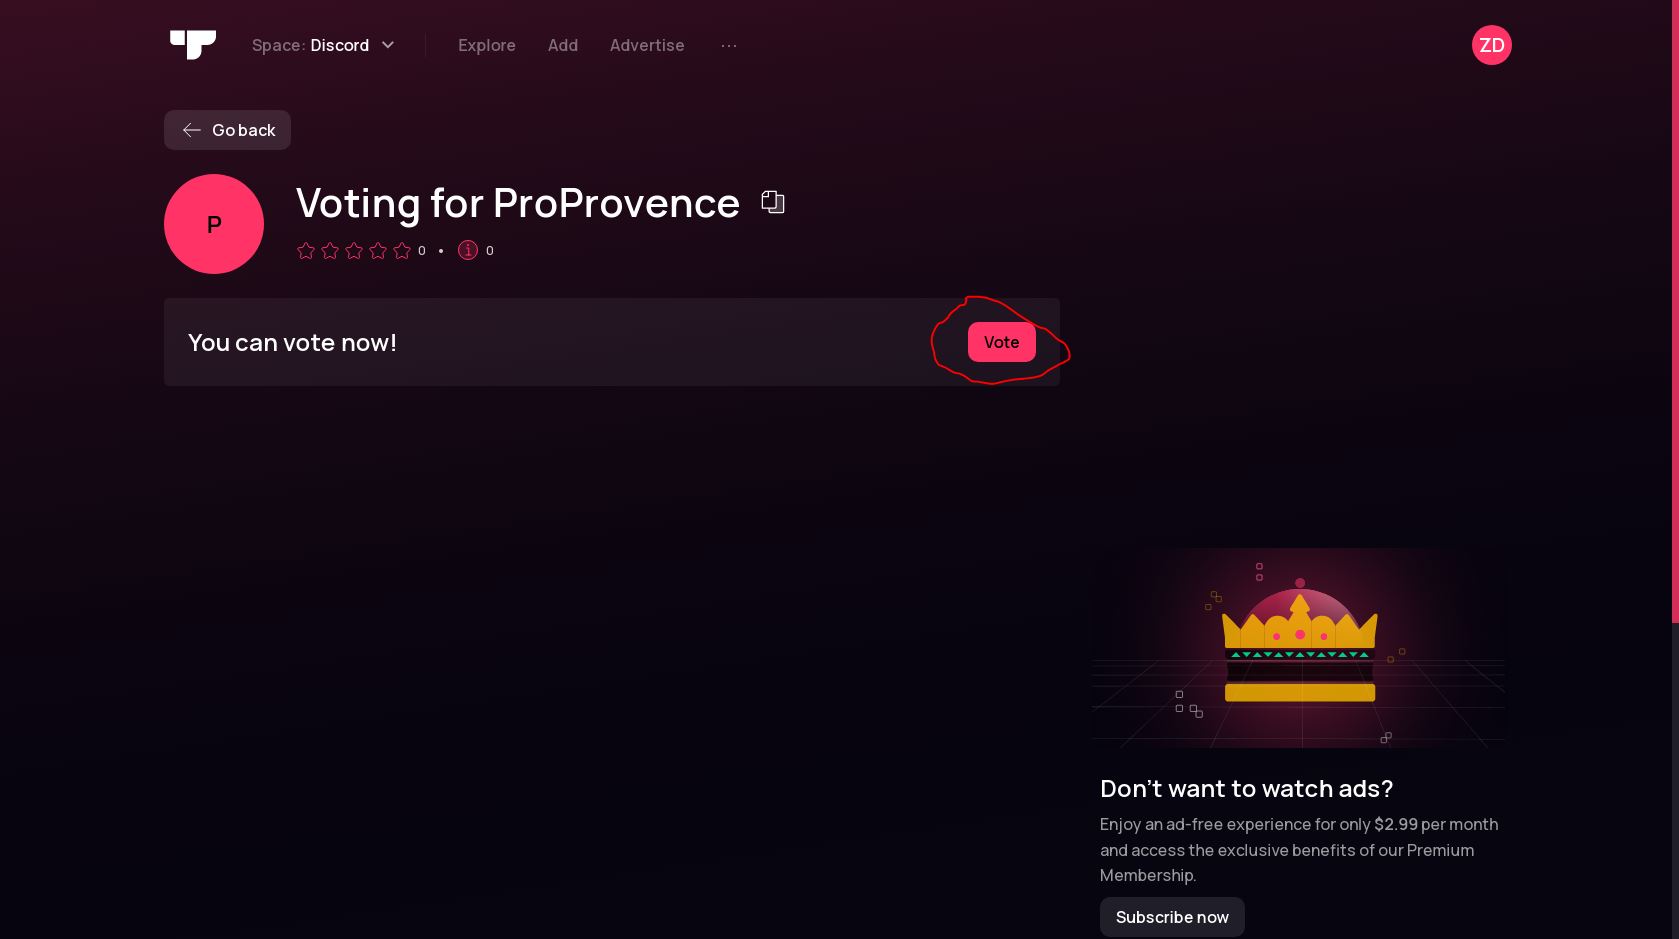 Space: Discord Explore Add Advertise ...
ZD
Go back
P
Voting for ProProvence
0 • 0
You can vote now!
Vote
Don't want to watch ads?
Enjoy an ad-free experience for only $2.99 per month
and access the exclusive benefits of our Premium
Membership.
Subscribe now